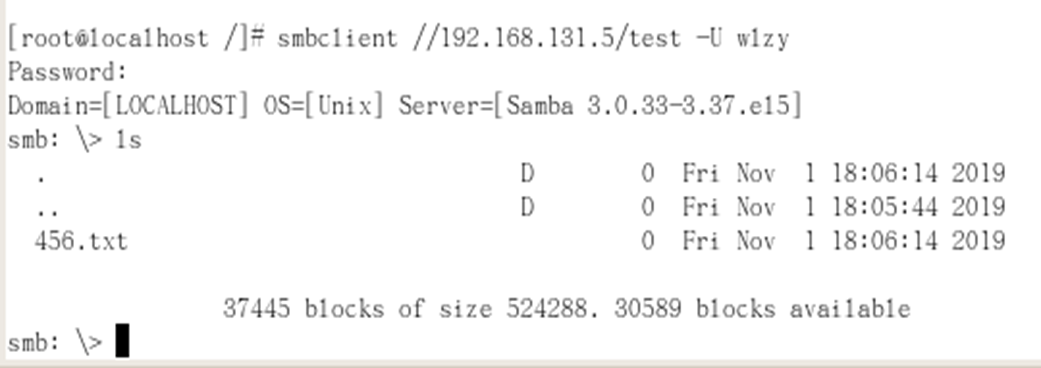 [root@localhost /]# smbclient //192.168.131.5/test -U wlzy
Password:
Domain=[LOCALHOST] OS=[Unix] Server=[Samba 3.0.33-3.37.el5]
smb: \> ls
. D 0 Fri Nov 1 18:06:14 2019
.. D 0 Fri Nov 1 18:05:44 2019
456.txt 0 Fri Nov 1 18:06:14 2019
37445 blocks of size 524288. 30589 blocks available
smb: \>